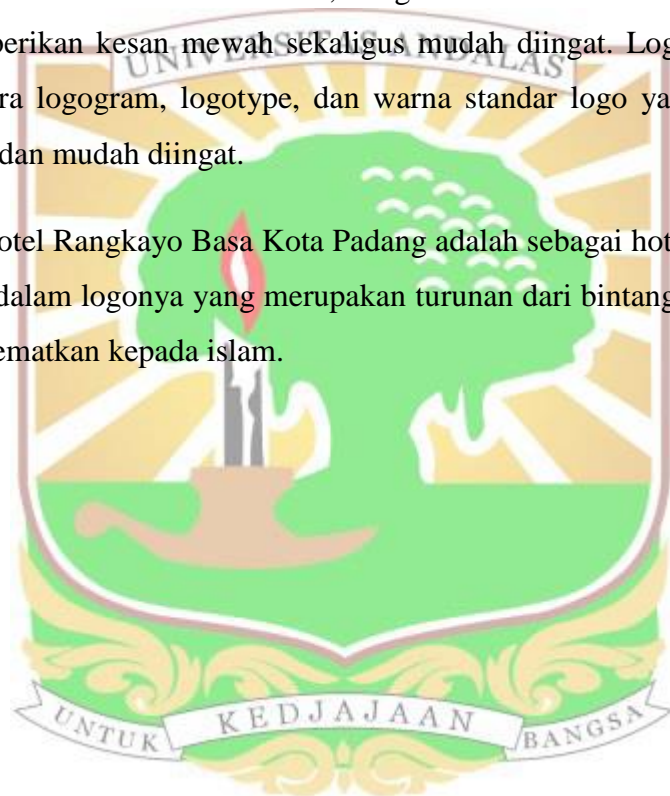 berikan kesan mewah sekaligus mudah diingat. Log
UNIVERSITAS ANDALAS
ra logogram, logotype, dan warna standar logo ya
dan mudah diingat.
otel Rangkayo Basa Kota Padang adalah sebagai hot
dalam logonya yang merupakan turunan dari bintang
ematkan kepada islam.
UNTUK KEDJAJAAN BANGSA